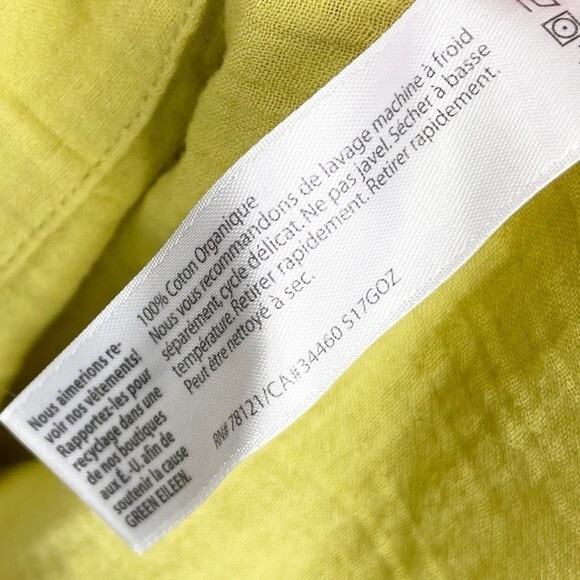 100% Coton Organique
Nous vous recommandons de lavage machine à froid
séparément, cycle délicat. Ne pas javel. Sécher à basse
température. Retirer rapidement. Retirer rapidement.
Peut être nettoyé à sec.
RN# 78121/CA#34460 S17GOZ
Nous aimerions re-
voir nos vêtements!
Rapportez-les pour
recyclage dans une
de nos boutiques
aux É.-U. afin de
soutenir la cause
GREEN EILEEN.